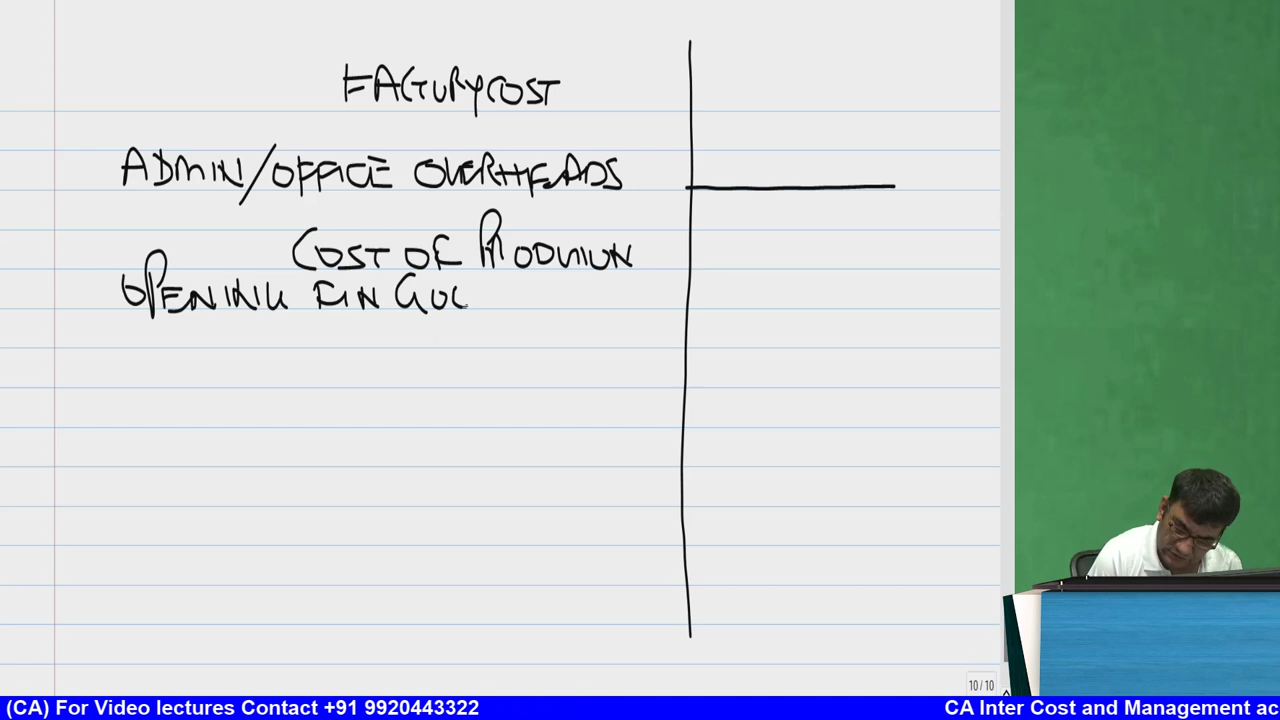 FACTORY COST
ADMIN/OFFICE OVERHEADS
COST OF PRODUCTION
OPENING FIN GOO
10/10
(CA) For Video lectures Contact +91 9920443322
CA Inter Cost and Management ac